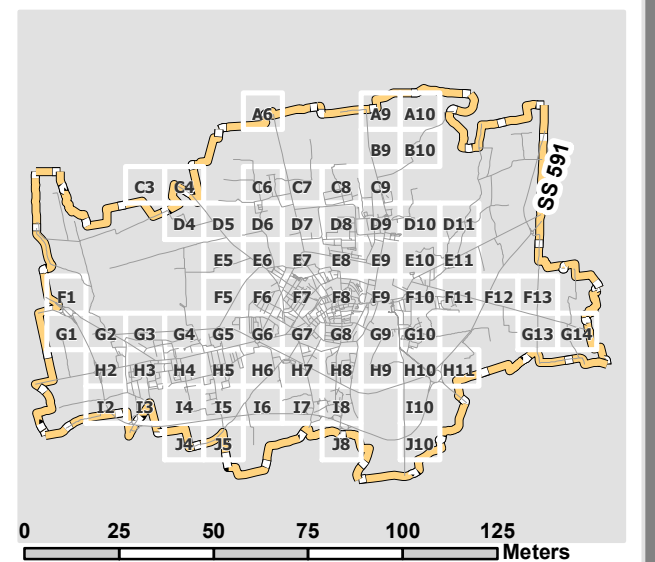 A6 A9 A10
B9 B10
SS 591
C3 C4 C6 C7 C8 C9
D4 D5 D6 D7 D8 D9 D10 D11
E5 E6 E7 E8 E9 E10 E11
F1 F5 F6 F7 F8 F9 F10 F11 F12 F13
G1 G2 G3 G4 G5 G6 G7 G8 G9 G10 G13 G14
H2 H3 H4 H5 H6 H7 H8 H9 H10 H11
I2 I3 I4 I5 I6 I7 I8 I10
J4 J5 J8 J10
0 25 50 75 100 125
Meters